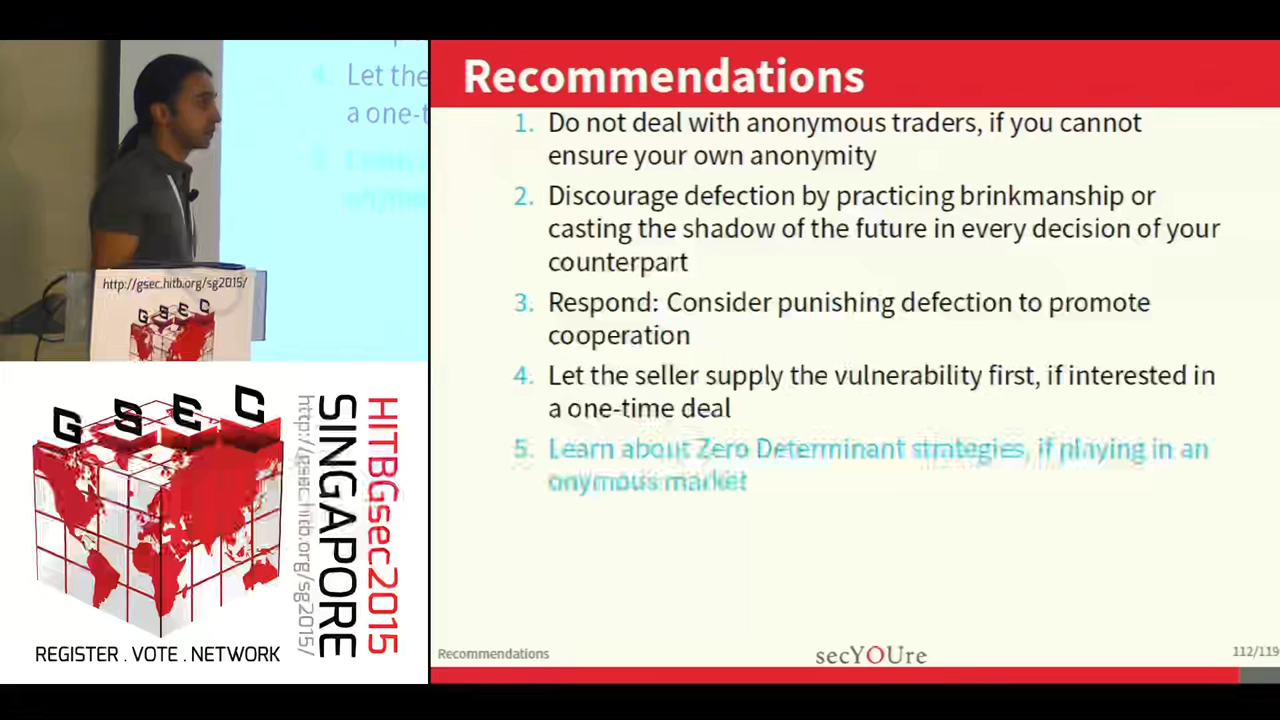 4. Let the
a one-t
http://gsec.hitb.org/sg2015/
G S E C
G S E C
http://gsec.hitb.org/sg2015/
SINGAPORE
HITBGsec2015
REGISTER . VOTE . NETWORK
Recommendations
1. Do not deal with anonymous traders, if you cannot
ensure your own anonymity
2. Discourage defection by practicing brinkmanship or
casting the shadow of the future in every decision of your
counterpart
3. Respond: Consider punishing defection to promote
cooperation
4. Let the seller supply the vulnerability first, if interested in
a one-time deal
5. Learn about Zero Determinant strategies, if playing in an
onymous market
Recommendations
secYOUre
112/119